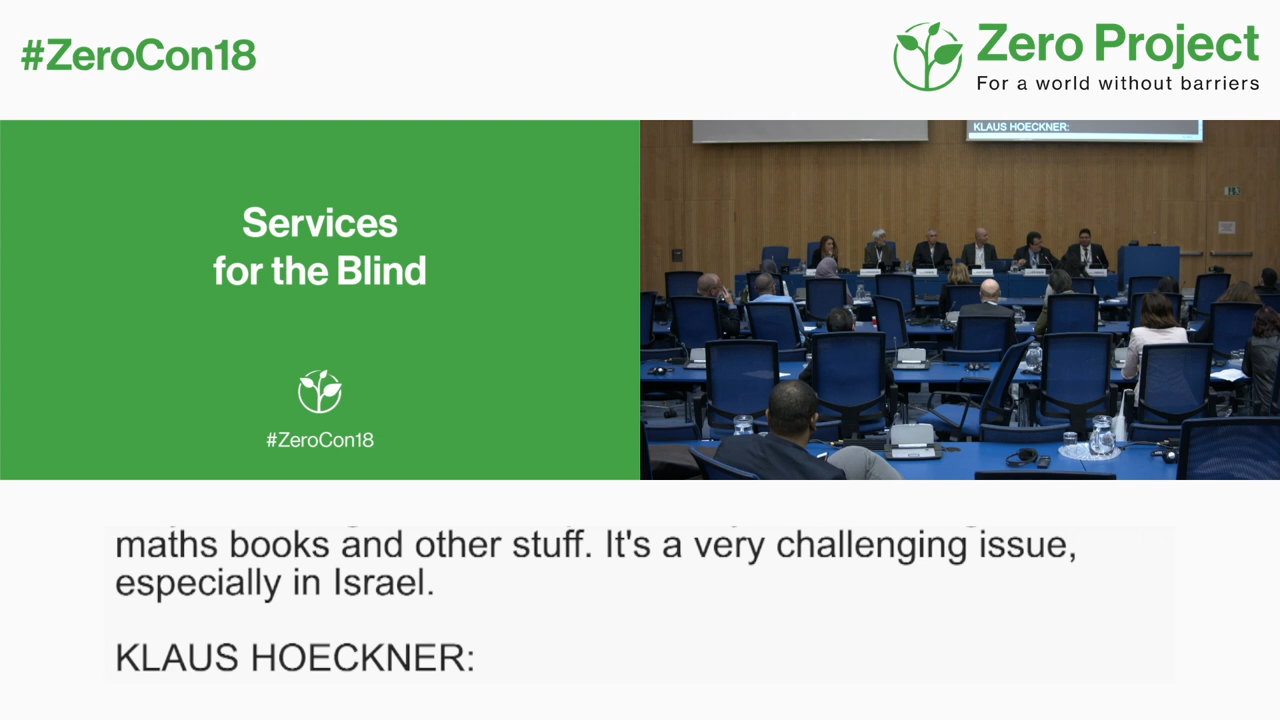 #ZeroCon18
Zero Project
For a world without barriers
KLAUS HOECKNER:
Services
for the Blind
#ZeroCon18
maths books and other stuff. It's a very challenging issue,
especially in Israel.
KLAUS HOECKNER: